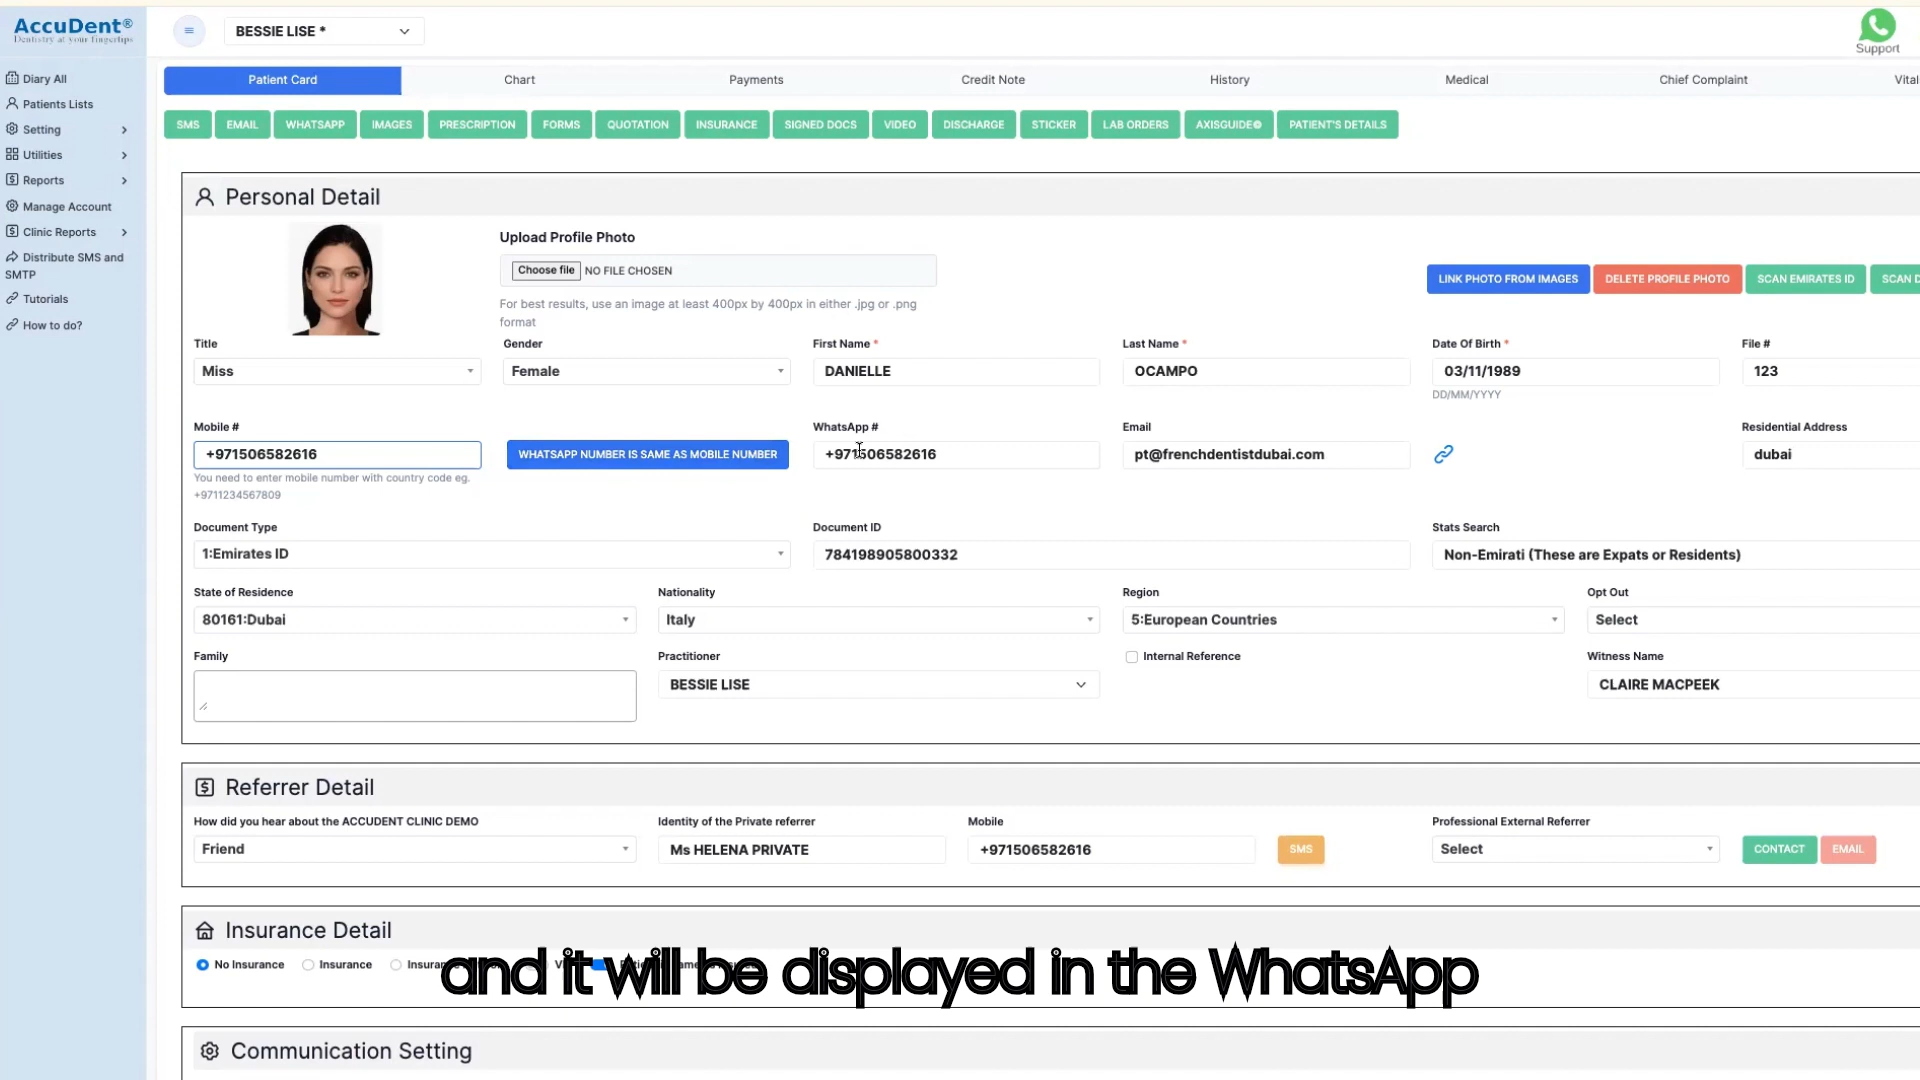 AccuDent®
Dentistry at your fingertips
BESSIE LISE *
Support
Diary All
Patients Lists
Setting
Utilities
Reports
Manage Account
Clinic Reports
Distribute SMS and
SMTP
Tutorials
How to do?
Patient Card
Chart
Payments
Credit Note
History
Medical
Chief Complaint
Vital
SMS
EMAIL
WHATSAPP
IMAGES
PRESCRIPTION
FORMS
QUOTATION
INSURANCE
SIGNED DOCS
VIDEO
DISCHARGE
STICKER
LAB ORDERS
AXISGUIDE©
PATIENT'S DETAILS
Personal Detail
Upload Profile Photo
Choose file NO FILE CHOSEN
For best results, use an image at least 400px by 400px in either .jpg or .png
format
LINK PHOTO FROM IMAGES
DELETE PROFILE PHOTO
SCAN EMIRATES ID
SCAN D
Title
Gender
First Name *
Last Name *
Date Of Birth *
File #
Miss
Female
DANIELLE
OCAMPO
03/11/1989
123
DD/MM/YYYY
Mobile #
WhatsApp #
Email
Residential Address
+971506582616
WHATSAPP NUMBER IS SAME AS MOBILE NUMBER
+971506582616
pt@frenchdentistdubai.com
dubai
You need to enter mobile number with country code eg.
+9711234567809
Document Type
Document ID
Stats Search
1:Emirates ID
784198905800332
Non-Emirati (These are Expats or Residents)
State of Residence
Nationality
Region
Opt Out
80161:Dubai
Italy
5:European Countries
Select
Family
Practitioner
Internal Reference
Witness Name
BESSIE LISE
CLAIRE MACPEEK
Referrer Detail
How did you hear about the ACCUDENT CLINIC DEMO
Identity of the Private referrer
Mobile
Professional External Referrer
Friend
Ms HELENA PRIVATE
+971506582616
SMS
Select
CONTACT
EMAIL
Insurance Detail
No Insurance
Insurance
and it will be displayed in the WhatsApp
Communication Setting